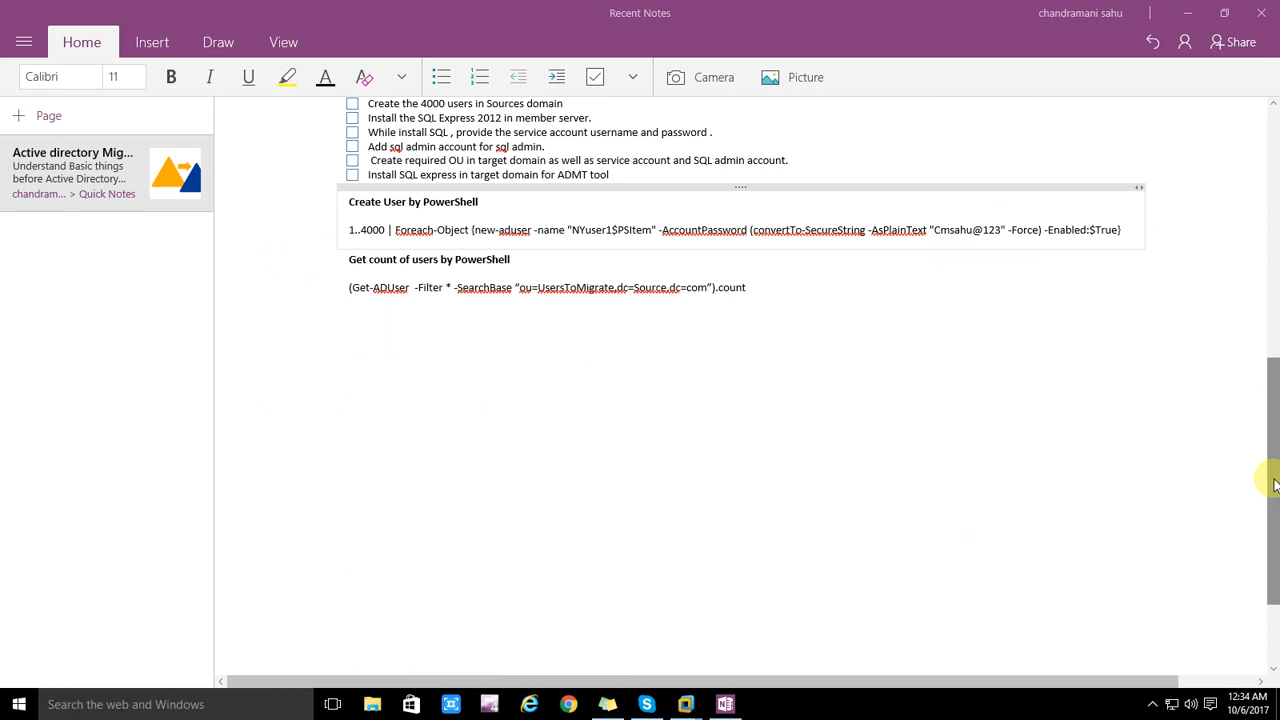 Recent Notes
chandramani sahu
Home
Insert
Draw
View
Share
Calibri
11
B
I
U
A
A
Camera
Picture
Page
Active directory Mig...
Understand Basic things
before Active Directory...
chandram... > Quick Notes
Create the 4000 users in Sources domain
Install the SQL Express 2012 in member server.
While install SQL , provide the service account username and password .
Add sql admin account for sql admin.
Create required OU in target domain as well as service account and SQL admin account.
Install SQL express in target domain for ADMT tool
Create User by PowerShell
1..4000 | Foreach-Object {new-aduser -name "NYuser1$PSItem" -AccountPassword (convertTo-SecureString -AsPlainText "Cmsahu@123" -Force) -Enabled:$True}
Get count of users by PowerShell
(Get-ADUser -Filter * -SearchBase “ou=UsersToMigrate,dc=Source,dc=com”).count
Search the web and Windows
12:34 AM
10/6/2017